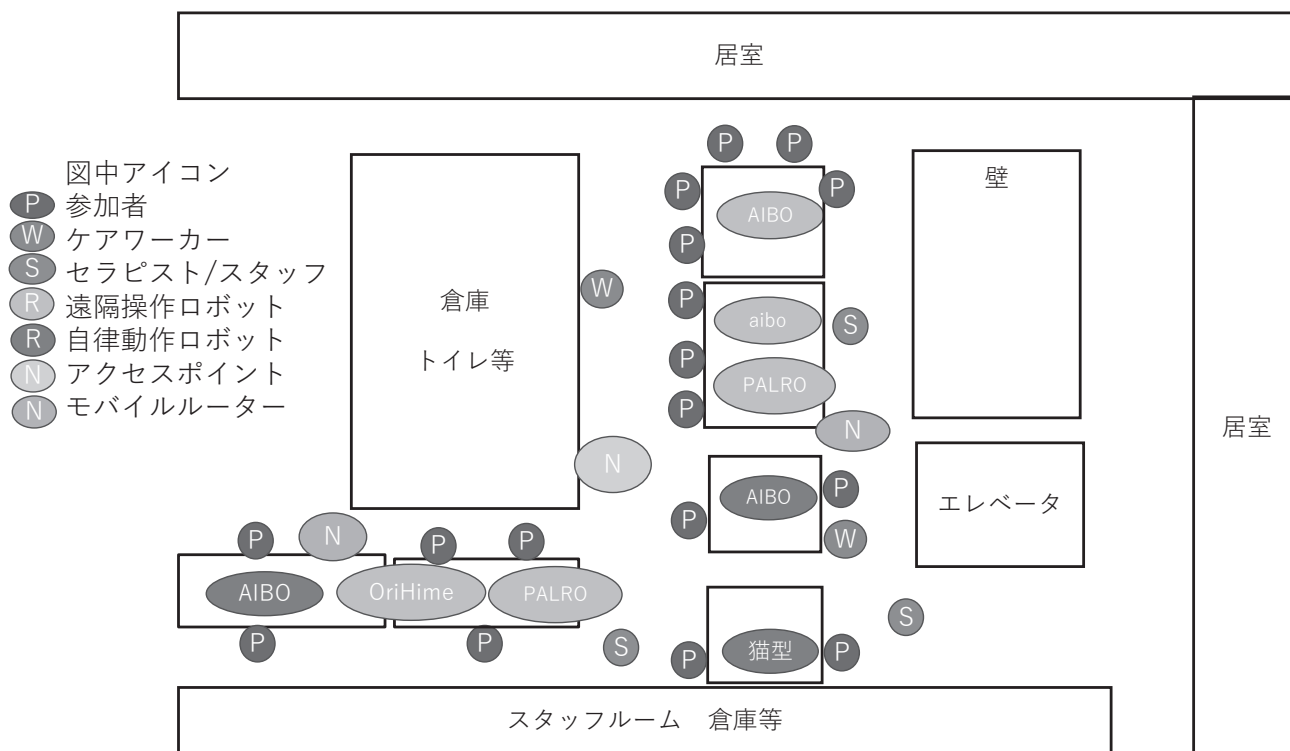 居室
図中アイコン
P 参加者
W ケアワーカー
S セラピスト/スタッフ
R 遠隔操作ロボット
R 自律動作ロボット
N アクセスポイント
N モバイルルーター
倉庫
トイレ等
W
N
P
P
P
P
P
AIBO
P
P
P
aibo
PALRO
S
N
壁
居室
エレベータ
P
AIBO
P
W
P
N
P
P
AIBO
OriHime
PALRO
P
P
S
P
猫型
P
S
スタッフルーム 倉庫等